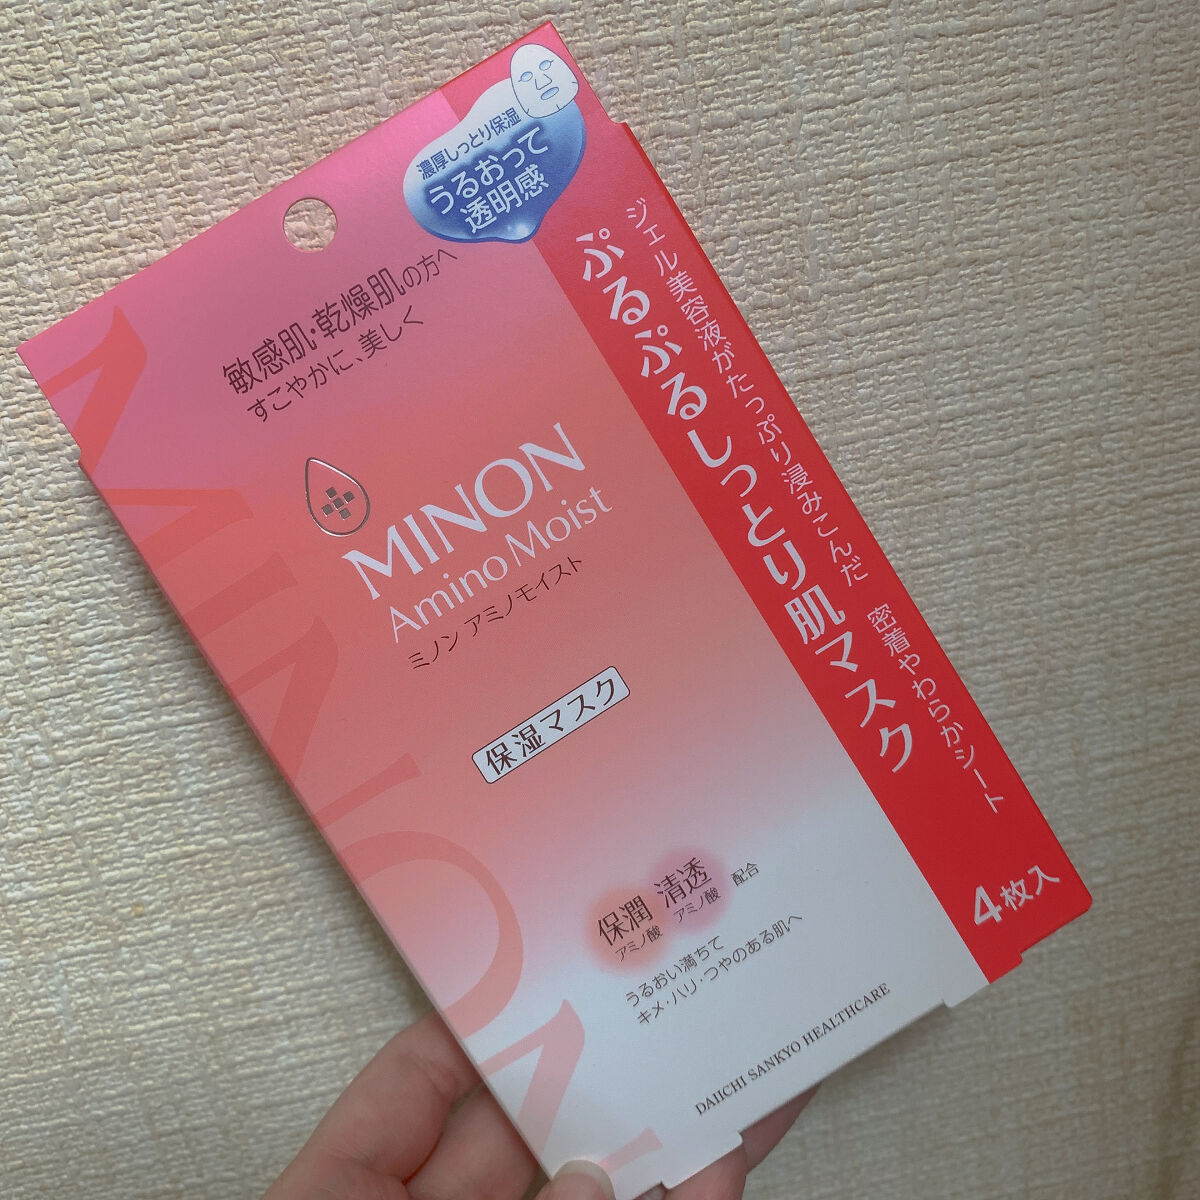 濃厚しっとり保湿
うるおって
透明感
敏感肌・乾燥肌の方へ
すこやかに、美しく
MINON
Amino Moist
ミノン アミノモイスト
保湿マスク
保潤 清透 配合
アミノ酸 アミノ酸
うるおい満ちて
キメ・ハリ・つやのある肌へ
DAIICHI SANKYO HEALTHCARE
ジェル美容液がたっぷり浸みこんだ 密着やわらかシート
ぷるぷるしっとり肌マスク
4枚入
MINON